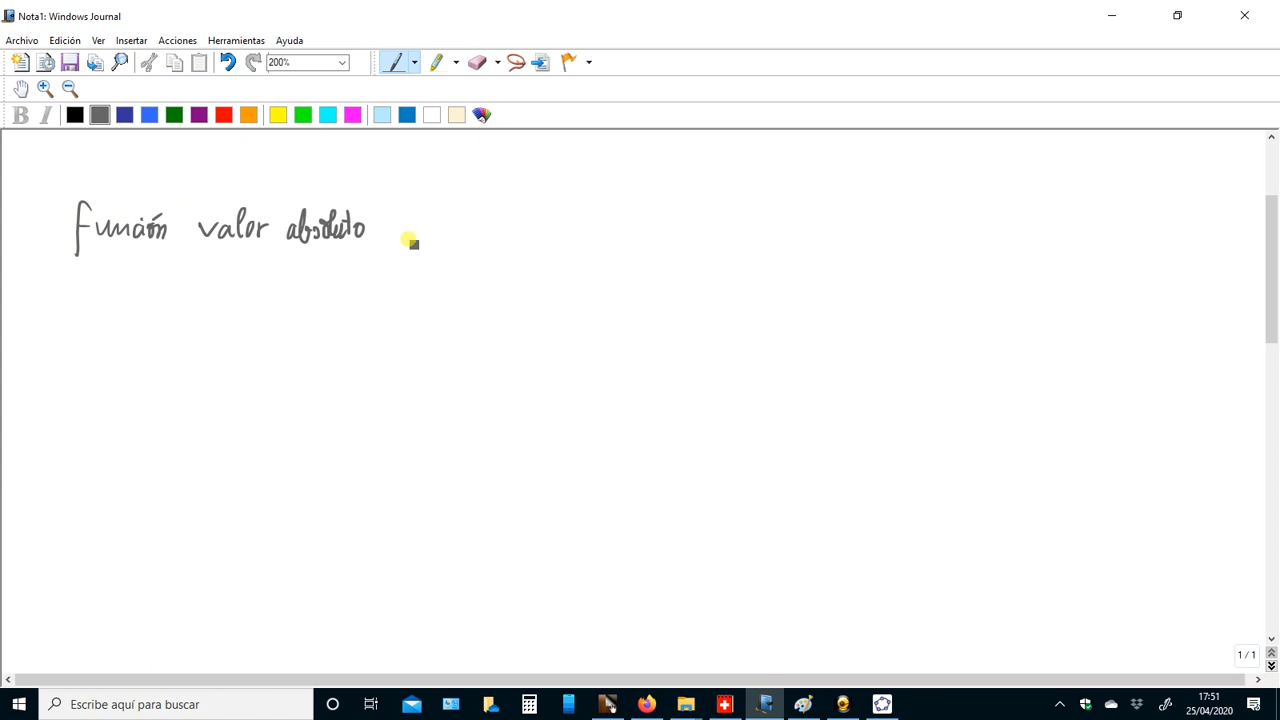 Nota1: Windows Journal
Archivo Edición Ver Insertar Acciones Herramientas Ayuda
200%
B I
función valor absoluto
1 / 1
Escribe aquí para buscar
17:51
25/04/2020